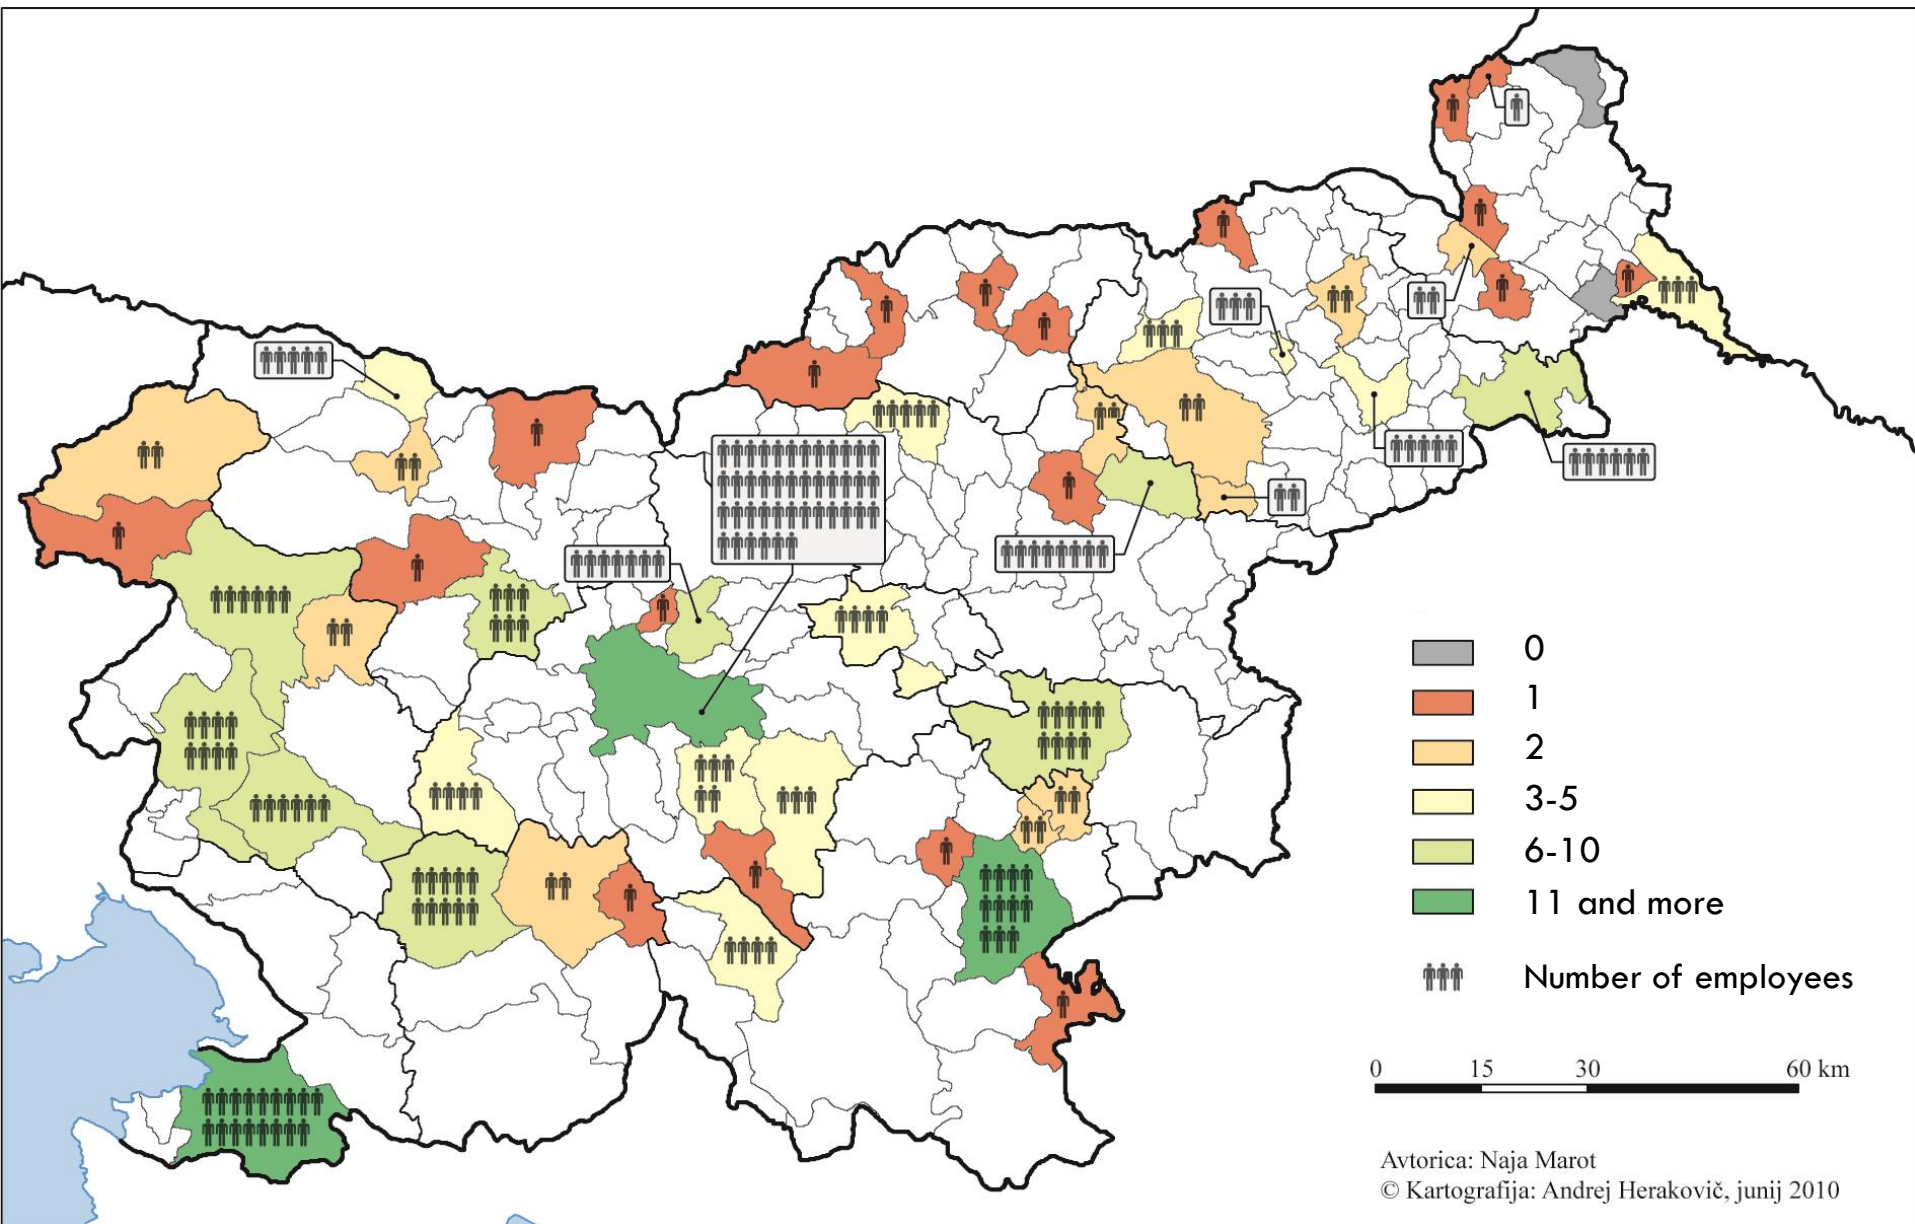 0
1
2
3-5
6-10
11 and more
Number of employees
0 15 30 60 km
Avtorica: Naja Marot
© Kartografija: Andrej Herakovič, junij 2010